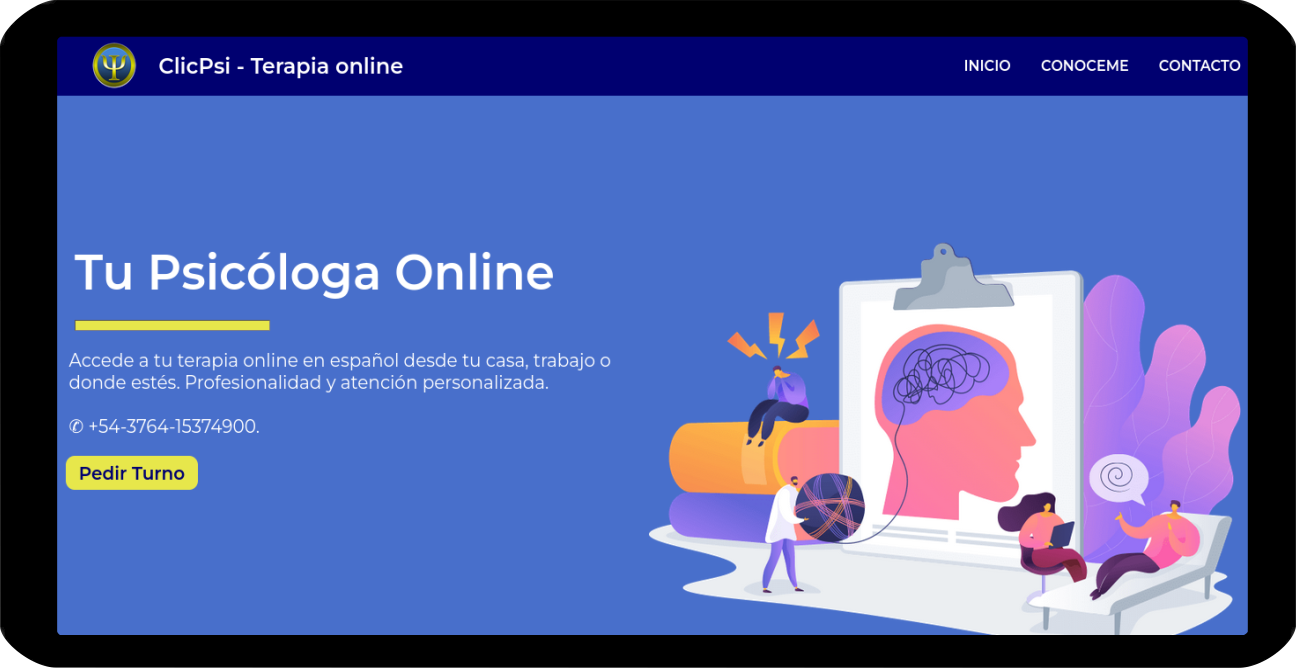 Ψ
ClicPsi - Terapia online
INICIO
CONOCEME
CONTACTO
Tu Psicóloga Online
Accede a tu terapia online en español desde tu casa, trabajo o
donde estés. Profesionalidad y atención personalizada.
✆ +54-3764-15374900.
Pedir Turno